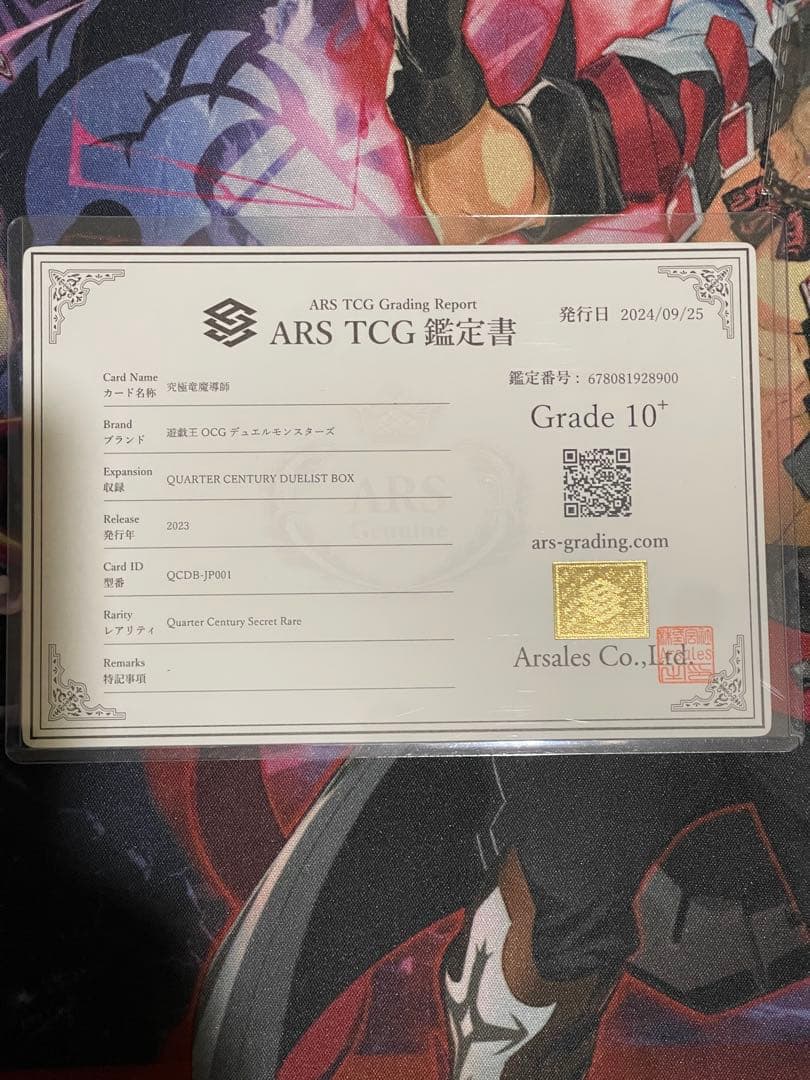 ARS TCG Grading Report
ARS TCG 鑑定書
発行日 2024/09/25
Card Name
カード名称 究極竜魔導師
Brand
ブランド 遊戯王 OCG デュエルモンスターズ
Expansion
収録 QUARTER CENTURY DUELIST BOX
Release
発行年 2023
Card ID
型番 QCDB-JP001
Rarity
レアリティ Quarter Century Secret Rare
Remarks
特記事項 -
鑑定番号 : 678081928900
Grade 10+
ars-grading.com
Arsales Co.,Ltd.
ARS
Genuine
Arsales